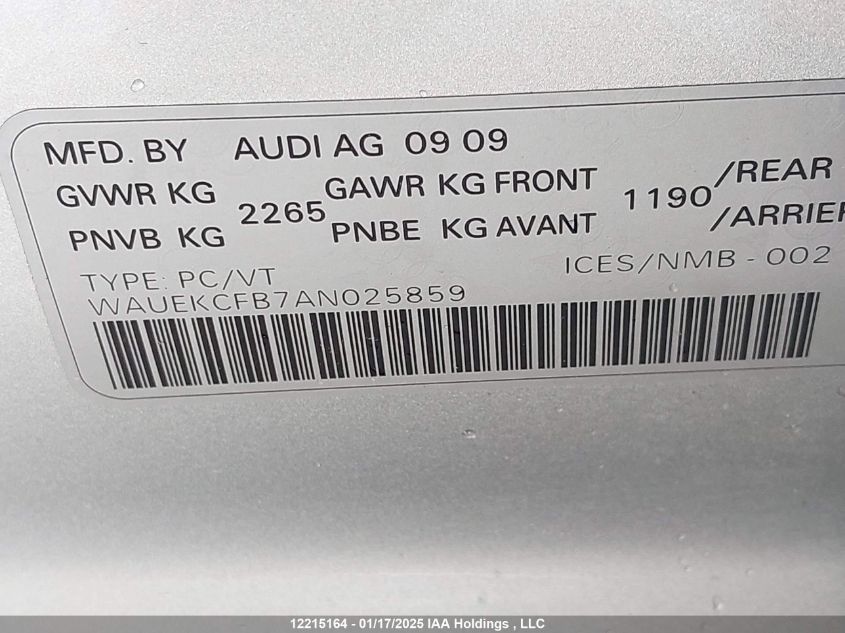 MFD. BY AUDI AG 09 09
GVWR KG 2265 GAWR KG FRONT 1190 /REAR
PNVB KG PNBE KG AVANT /ARRIER
TYPE: PC/VT ICES/NMB - 002
WAUEKCFB7AN025859
12215164 - 01/17/2025 IAA Holdings , LLC